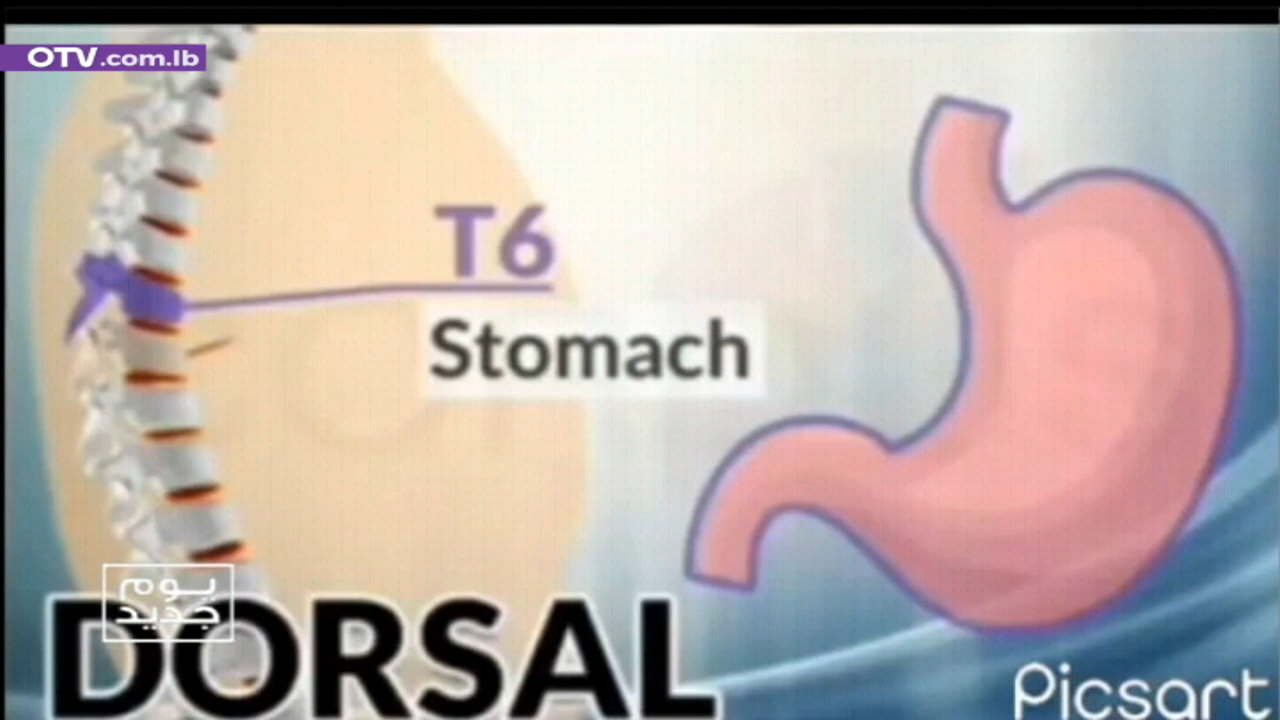 OTV.com.lb
T6
Stomach
يوم
جديد
DORSAL
Picsart